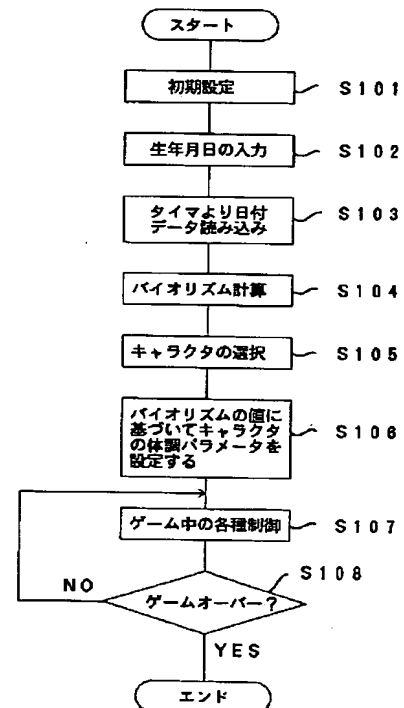 スタート
初期設定
S101
生年月日の入力
S102
タイマより日付
データ読み込み
S103
バイオリズム計算
S104
キャラクタの選択
S105
バイオリズムの値に
基づいてキャラクタ
の体調パラメータを
設定する
S106
ゲーム中の各種制御
S107
S108
NO
ゲームオーバー?
YES
エンド